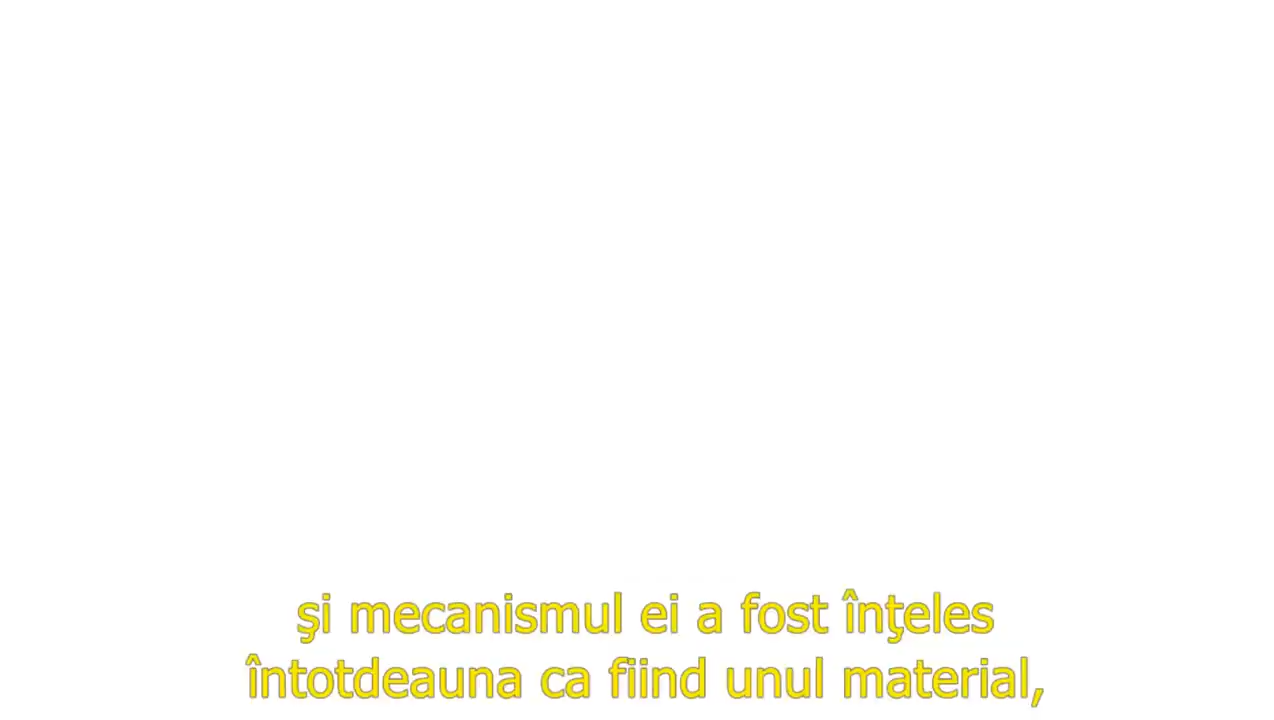 şi mecanismul ei a fost înţeles
întotdeauna ca fiind unul material,